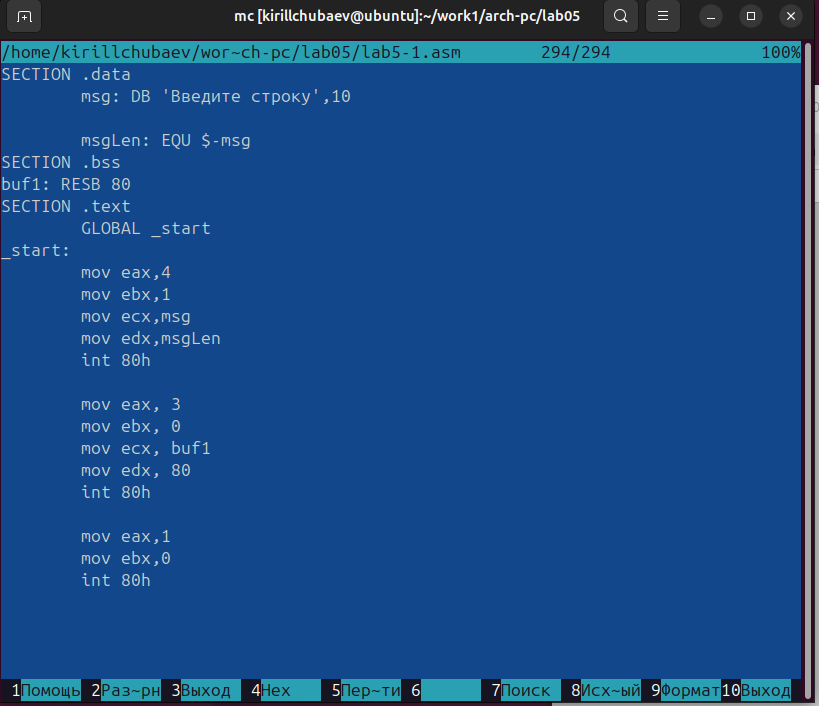 mc [kirillchubaev@ubuntu]:~/work1/arch-pc/lab05
/home/kirillchubaev/wor~ch-pc/lab05/lab5-1.asm 294/294 100%
SECTION .data
msg: DB 'Введите строку',10
msgLen: EQU $-msg
SECTION .bss
buf1: RESB 80
SECTION .text
GLOBAL _start
_start:
mov eax,4
mov ebx,1
mov ecx,msg
mov edx,msgLen
int 80h
mov eax, 3
mov ebx, 0
mov ecx, buf1
mov edx, 80
int 80h
mov eax,1
mov ebx,0
int 80h
1Помощь 2Раз~рн 3Выход 4Hex 5Пер~ти 6 7Поиск 8Исх~ый 9Формат 10Выход